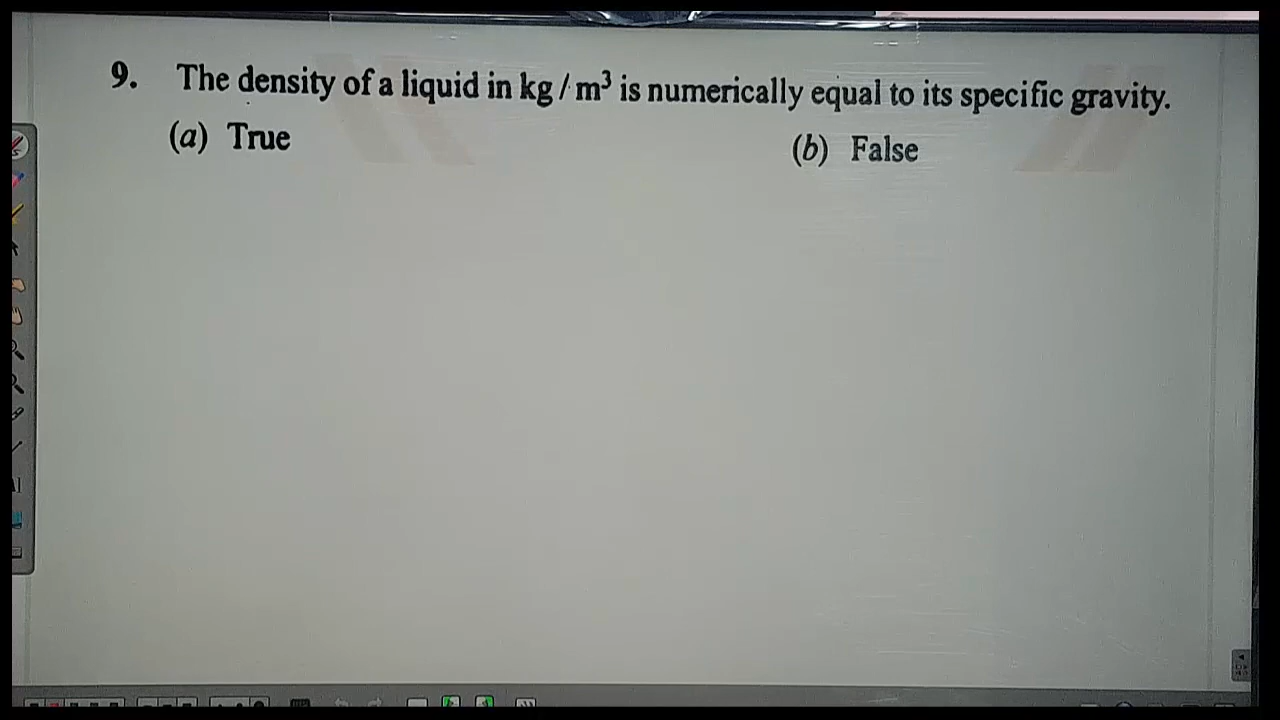 9. The density of a liquid in kg / m³ is numerically equal to its specific gravity.
(a) True (b) False